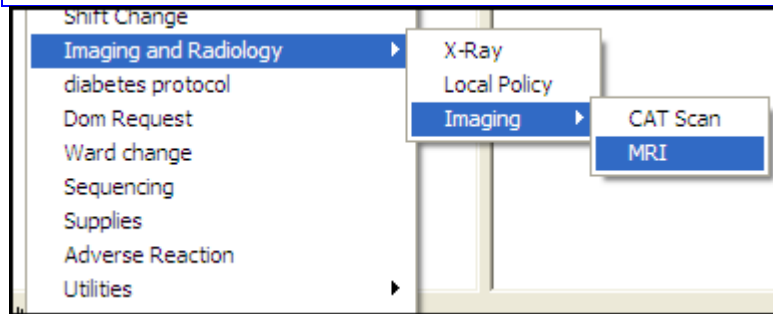 Shift Change
Imaging and Radiology
diabetes protocol
Dom Request
Ward change
Sequencing
Supplies
Adverse Reaction
Utilities
X-Ray
Local Policy
Imaging
CAT Scan
MRI